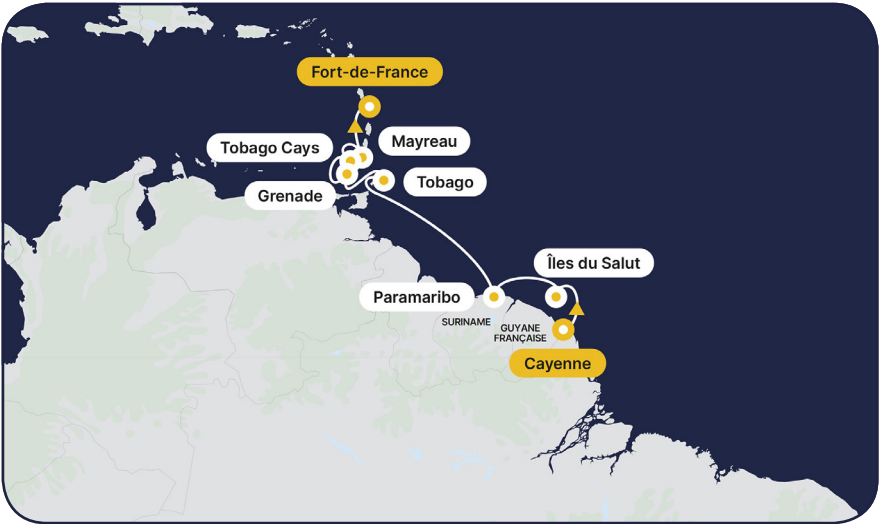 Fort-de-France
Mayreau
Tobago Cays
Tobago
Grenade
Îles du Salut
Paramaribo
SURINAME
GUYANE
FRANÇAISE
Cayenne